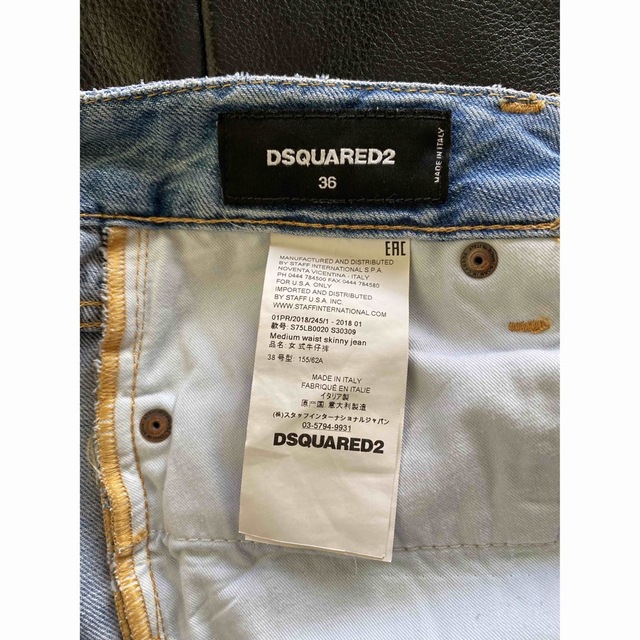 DSQUARED2
36
MADE IN ITALY
EAC
MANUFACTURED AND DISTRIBUTED
BY STAFF INTERNATIONAL S.P.A.
NOVENTA VICENTINA - ITALY
PH 0444 784500 FAX 0444 784580
FOR U.S.A. ONLY
DISTRIBUTED
BY STAFF U.S.A. INC.
WWW.STAFFINTERNATIONAL.COM
01PR/2018/245/1 - 2018 01
款号: S75LB0020 S30309
Medium waist skinny jean
品名: 女式牛仔裤
38 号型: 155/62A
MADE IN ITALY
FABRIQUÉ EN ITALIE
イタリア製
原产国: 意大利製造
(株)スタッフインターナショナルジャパン
03-5794-9931
DSQUARED2